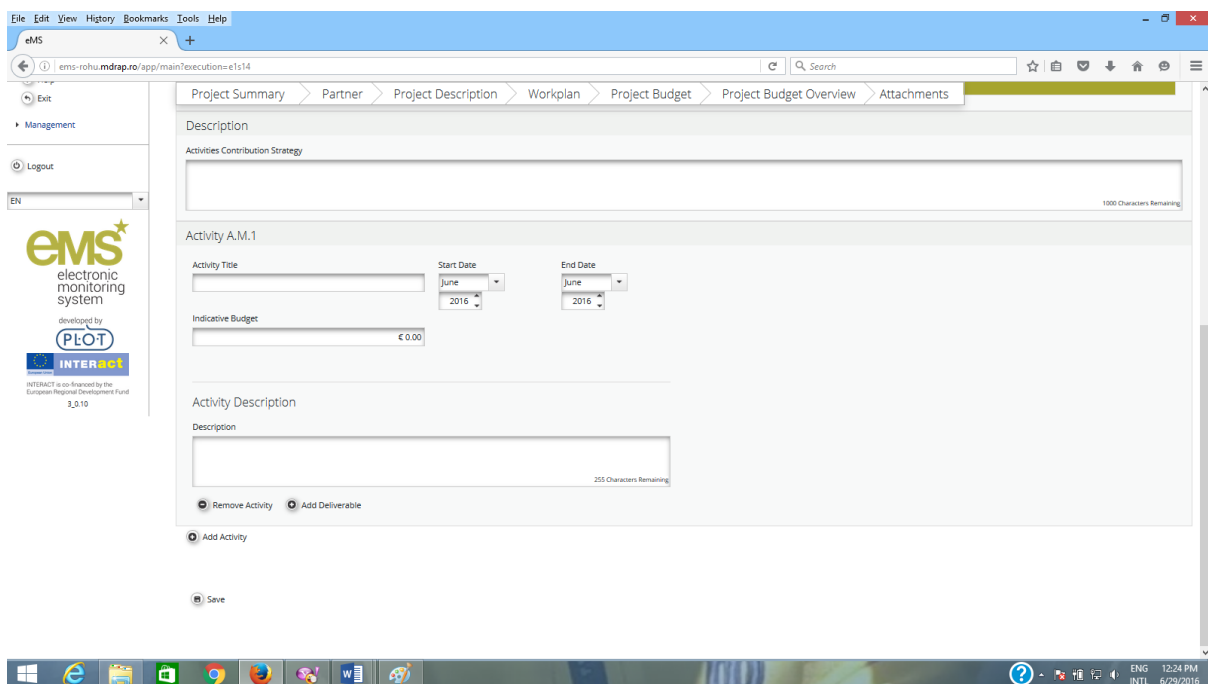 File Edit View History Bookmarks Tools Help
eMS
ems-rohu.mdrap.ro/app/main?execution=e1s14
Search
Exit
Management
Logout
EN
eMS
electronic
monitoring
system
developed by
PLOT
INTERact
INTERACT is co-financed by the
European Regional Development Fund
3_0.10
Project Summary Partner Project Description Workplan Project Budget Project Budget Overview Attachments
Description
Activities Contribution Strategy
1000 Characters Remaining
Activity A.M.1
Activity Title Start Date End Date
June June
2016 2016
Indicative Budget
€ 0.00
Activity Description
Description
255 Characters Remaining
Remove Activity Add Deliverable
Add Activity
Save
ENG 12:24 PM
INTL 6/29/2016